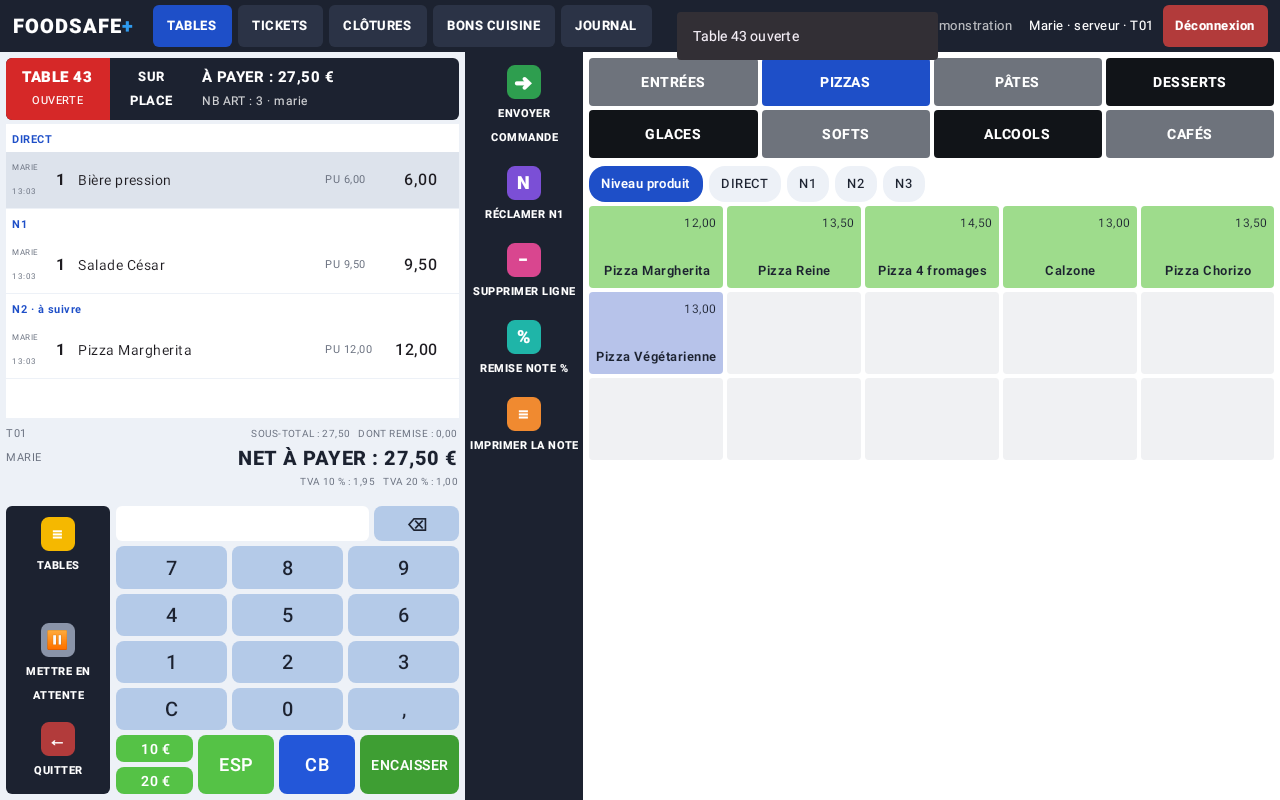 FOODSAFE+
TABLES
TICKETS
CLÔTURES
BONS CUISINE
JOURNAL
Table 43 ouverte
monstration
Marie · serveur · T01
Déconnexion
TABLE 43
OUVERTE
SUR
PLACE
À PAYER : 27,50 €
NB ART : 3 · marie
DIRECT
MARIE
13:03
1 Bière pression PU 6,00 6,00
N1
MARIE
13:03
1 Salade César PU 9,50 9,50
N2 · à suivre
MARIE
13:03
1 Pizza Margherita PU 12,00 12,00
T01
SOUS-TOTAL : 27,50 DONT REMISE : 0,00
MARIE
NET À PAYER : 27,50 €
TVA 10 % : 1,95 TVA 20 % : 1,00
≡
TABLES
METTRE EN
ATTENTE
←
QUITTER
⌫
7 8 9
4 5 6
1 2 3
C 0 ,
10 €
20 €
ESP
CB
ENCAISSER
➜
ENVOYER
COMMANDE
N
RÉCLAMER N1
−
SUPPRIMER LIGNE
%
REMISE NOTE %
≡
IMPRIMER LA NOTE
ENTRÉES
PIZZAS
PÂTES
DESSERTS
GLACES
SOFTS
ALCOOLS
CAFÉS
Niveau produit
DIRECT
N1
N2
N3
12,00
Pizza Margherita
13,50
Pizza Reine
14,50
Pizza 4 fromages
13,00
Calzone
13,50
Pizza Chorizo
13,00
Pizza Végétarienne